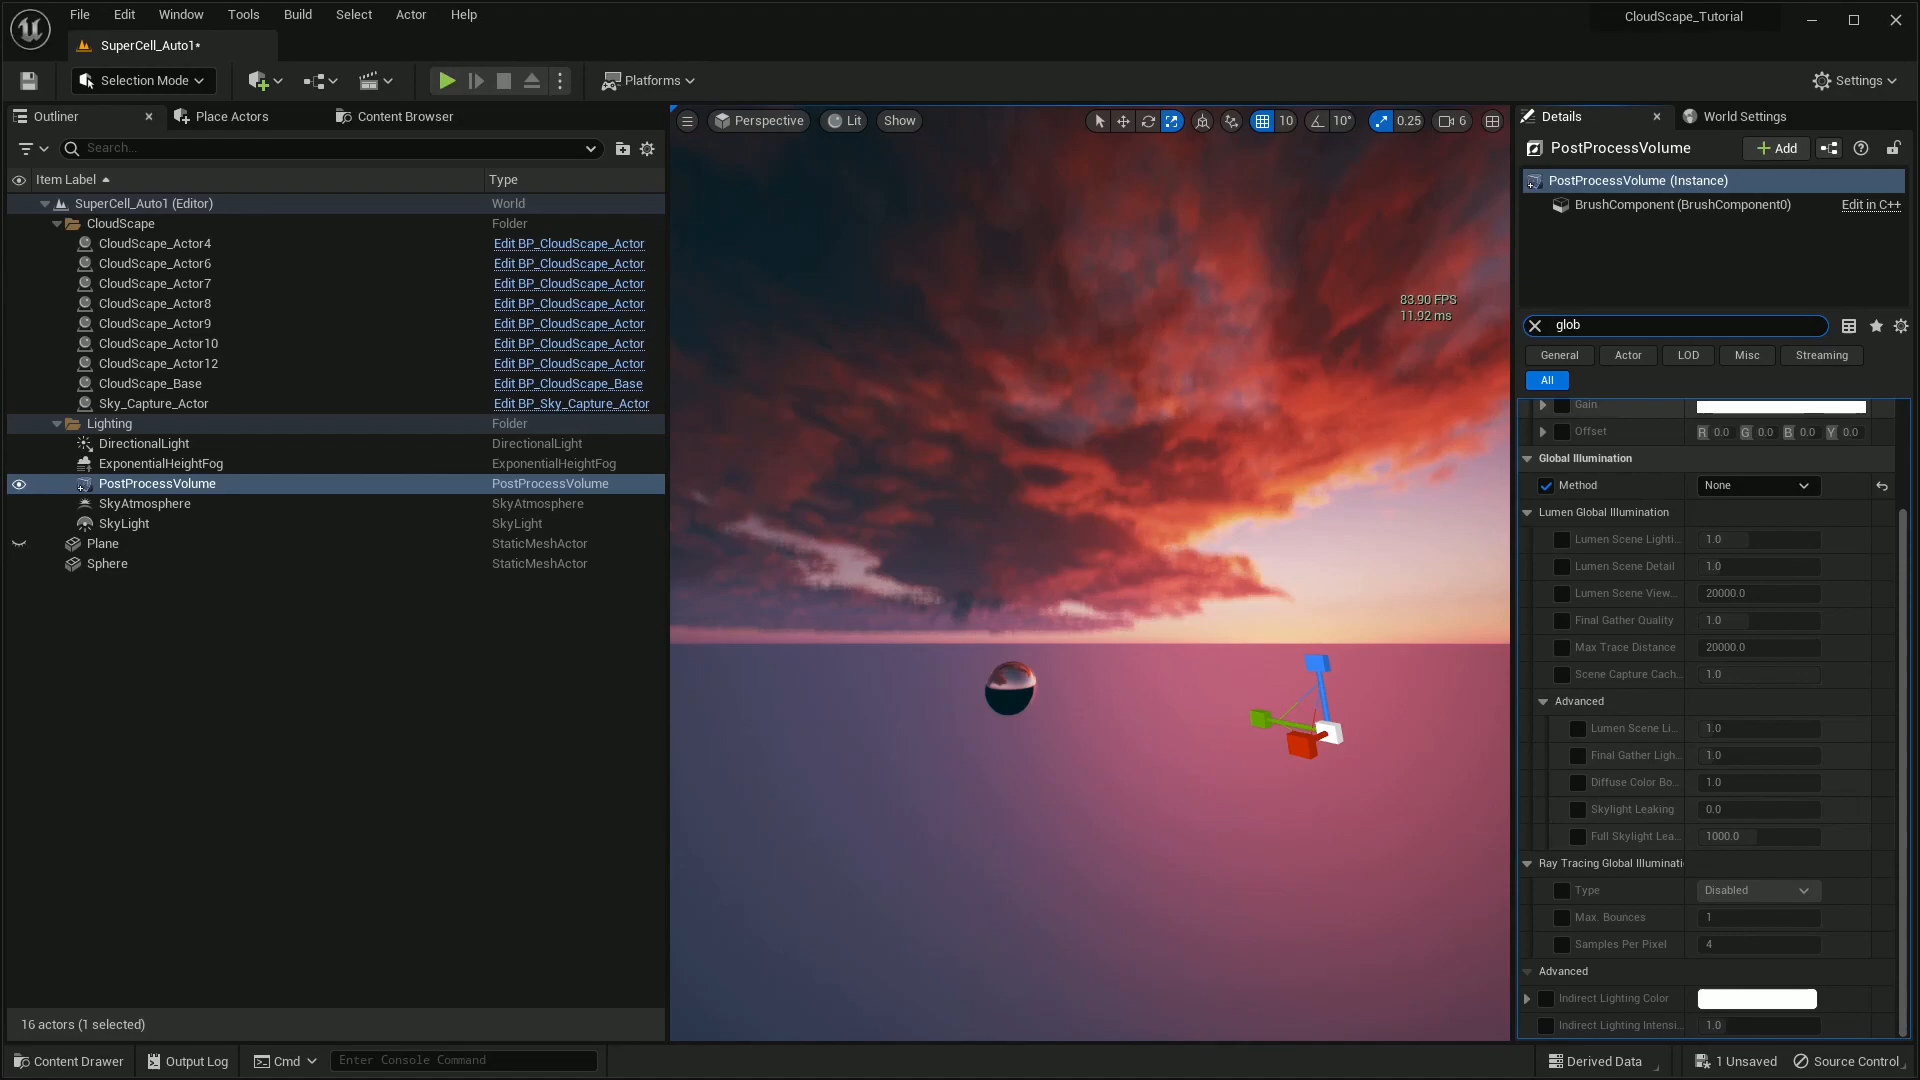 File Edit Window Tools Build Select Actor Help
CloudScape_Tutorial
SuperCell_Auto1*
Selection Mode
Platforms
Settings
Outliner
Place Actors
Content Browser
Search...
Item Label
Type
SuperCell_Auto1 (Editor) World
CloudScape Folder
CloudScape_Actor4 Edit BP_CloudScape_Actor
CloudScape_Actor6 Edit BP_CloudScape_Actor
CloudScape_Actor7 Edit BP_CloudScape_Actor
CloudScape_Actor8 Edit BP_CloudScape_Actor
CloudScape_Actor9 Edit BP_CloudScape_Actor
CloudScape_Actor10 Edit BP_CloudScape_Actor
CloudScape_Actor12 Edit BP_CloudScape_Actor
CloudScape_Base Edit BP_CloudScape_Base
Sky_Capture_Actor Edit BP_Sky_Capture_Actor
Lighting Folder
DirectionalLight DirectionalLight
ExponentialHeightFog ExponentialHeightFog
PostProcessVolume PostProcessVolume
SkyAtmosphere SkyAtmosphere
SkyLight SkyLight
Plane StaticMeshActor
Sphere StaticMeshActor
16 actors (1 selected)
Perspective Lit Show 10 10° 0.25 6
83.90 FPS
11.92 ms
Details World Settings
PostProcessVolume Add
PostProcessVolume (Instance)
BrushComponent (BrushComponent0) Edit in C++
glob
General Actor LOD Misc Streaming
All
Gain
Offset R 0.0 G 0.0 B 0.0 Y 0.0
Global Illumination
Method None
Lumen Global Illumination
Lumen Scene Lighti... 1.0
Lumen Scene Detail 1.0
Lumen Scene View... 20000.0
Final Gather Quality 1.0
Max Trace Distance 20000.0
Scene Capture Cach... 1.0
Advanced
Lumen Scene Li... 1.0
Final Gather Ligh... 1.0
Diffuse Color Bo... 1.0
Skylight Leaking 0.0
Full Skylight Lea... 1000.0
Ray Tracing Global Illuminati
Type Disabled
Max. Bounces 1
Samples Per Pixel 4
Advanced
Indirect Lighting Color
Indirect Lighting Intensi... 1.0
Content Drawer Output Log Cmd Enter Console Command
Derived Data 1 Unsaved Source Control